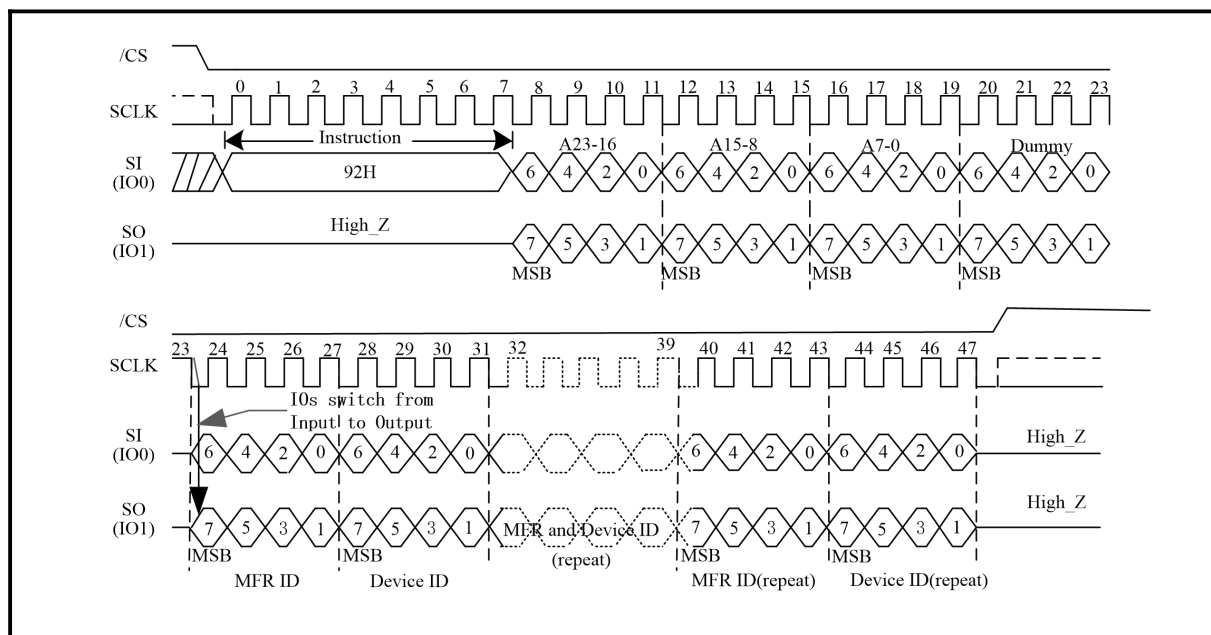 /CS
0 1 2 3 4 5 6 7 8 9 10 11 12 13 14 15 16 17 18 19 20 21 22 23
SCLK
Instruction
A23-16 A15-8 A7-0 Dummy
SI
(IO0)
92H 6 4 2 0 6 4 2 0 6 4 2 0 6 4 2 0
High_Z
SO
(IO1)
7 5 3 1 7 5 3 1 7 5 3 1 7 5 3 1
MSB MSB MSB MSB
/CS
23 24 25 26 27 28 29 30 31 32 39 40 41 42 43 44 45 46 47
SCLK
IOs switch from
Input to Output
SI
(IO0)
6 4 2 0 6 4 2 0 6 4 2 0 6 4 2 0 High_Z
SO
(IO1)
7 5 3 1 7 5 3 1 MFR and Device ID 7 5 3 1 7 5 3 1 High_Z
MSB MSB (repeat) MSB MSB
MFR ID Device ID MFR ID(repeat) Device ID(repeat)